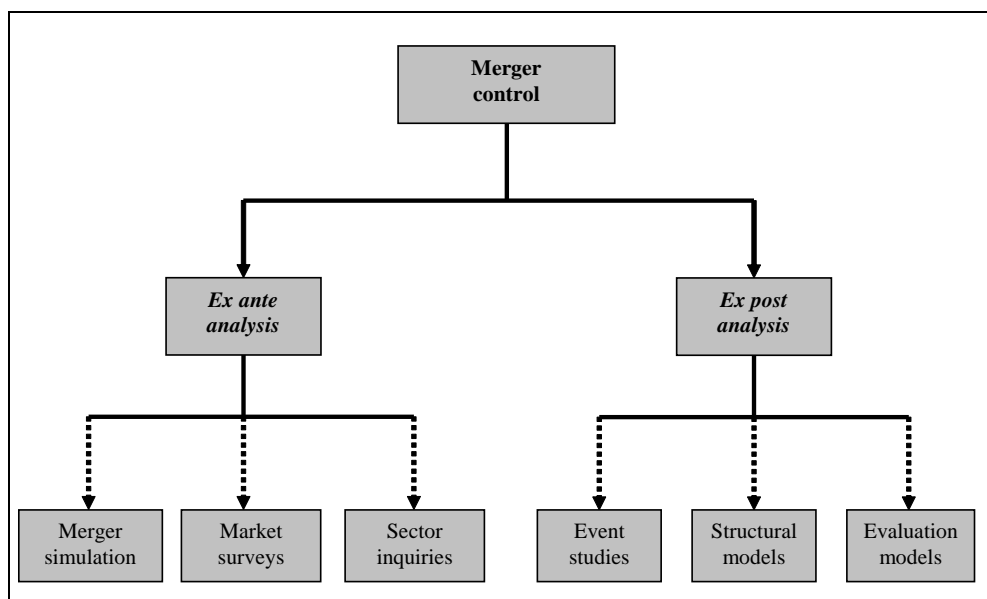 Merger
control
Ex ante
analysis
Ex post
analysis
Merger
simulation
Market
surveys
Sector
inquiries
Event
studies
Structural
models
Evaluation
models